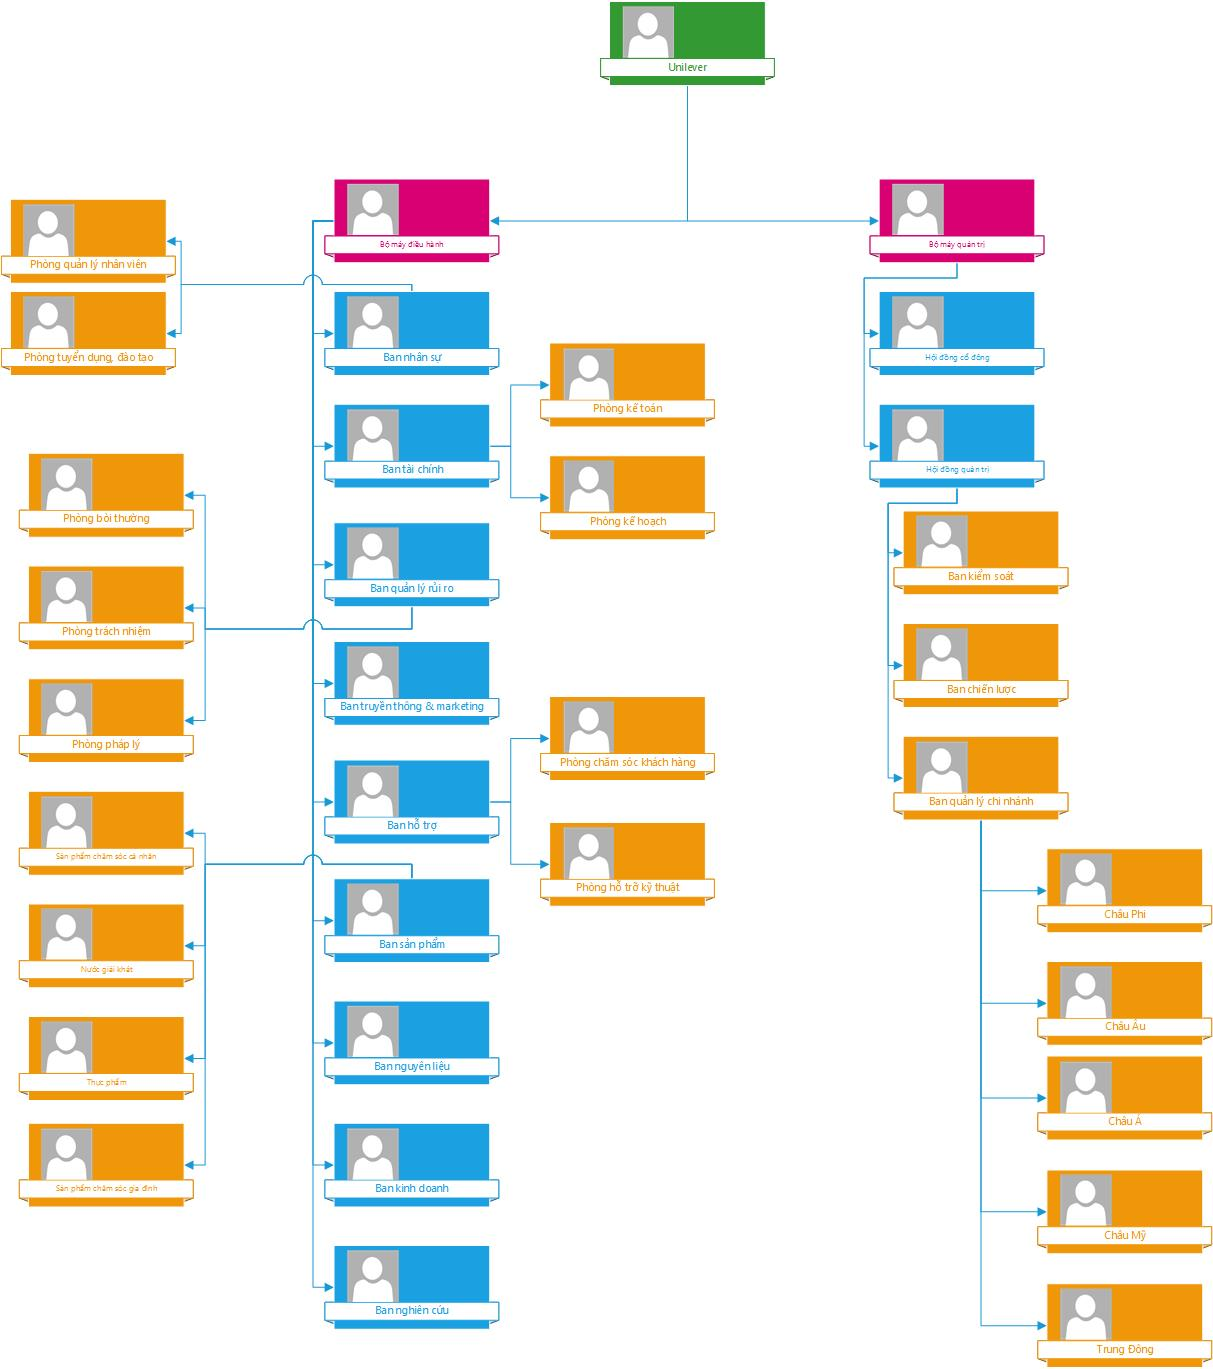 Unilever
Bộ máy điều hành
Bộ máy quản trị
Phòng quản lý nhân viên
Phòng tuyển dụng, đào tạo
Ban nhân sự
Hội đồng cổ đông
Phòng kế toán
Ban tài chính
Hội đồng quản trị
Phòng bồi thường
Phòng kế hoạch
Ban quản lý rủi ro
Ban kiểm soát
Phòng trách nhiệm
Ban chiến lược
Ban truyền thông & marketing
Phòng pháp lý
Phòng chăm sóc khách hàng
Ban quản lý chi nhánh
Ban hỗ trợ
Sản phẩm chăm sóc cá nhân
Phòng hỗ trỡ kỹ thuật
Châu Phi
Ban sản phẩm
Nước giải khát
Châu Âu
Ban nguyên liệu
Thực phẩm
Châu Á
Ban kinh doanh
Sản phẩm chăm sóc gia đình
Châu Mỹ
Ban nghiên cứu
Trung Đông